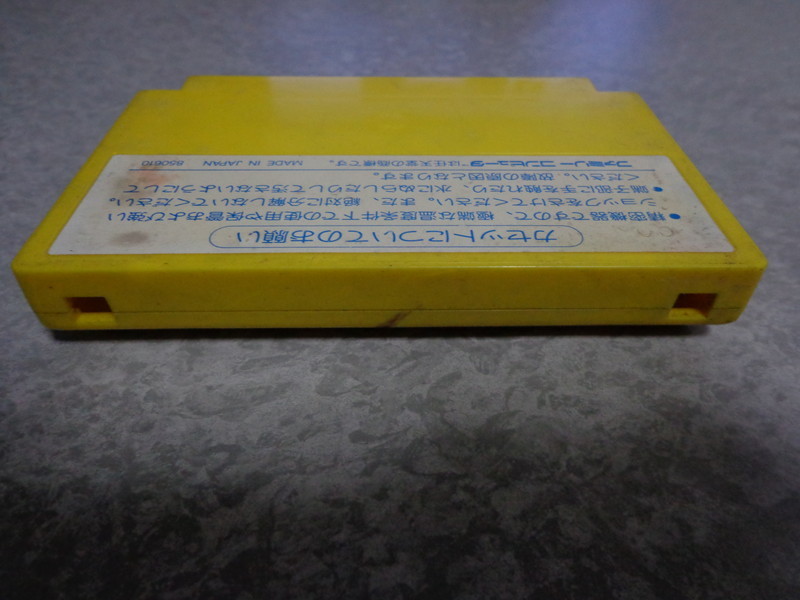 カセットについてのお願い
●精密機器ですので、極端な温度条件下での使用や保管および強い
ショックをさけてください。また、絶対に分解しないでください。
●端子部に手を触れたり、水にぬらしたりして汚さないようにして
ください。故障の原因となります。
ファミリーコンピュータ™は任天堂の商標です。 MADE IN JAPAN 850610